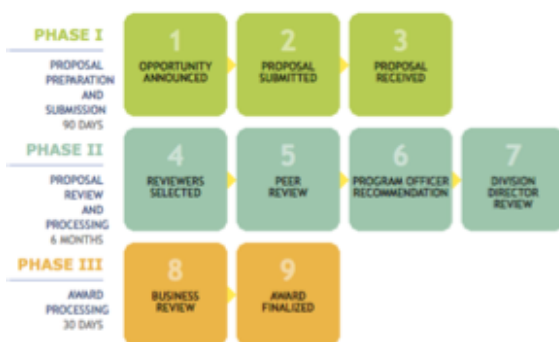 PHASE I
PROPOSAL
PREPARATION
AND
SUBMISSION
90 DAYS
1
OPPORTUNITY
ANNOUNCED
2
PROPOSAL
SUBMITTED
3
PROPOSAL
RECEIVED
PHASE II
PROPOSAL
REVIEW
AND
PROCESSING
6 MONTHS
4
REVIEWERS
SELECTED
5
PEER
REVIEW
6
PROGRAM OFFICER
RECOMMENDATION
7
DIVISION
DIRECTOR
REVIEW
PHASE III
AWARD
PROCESSING
30 DAYS
8
BUSINESS
REVIEW
9
AWARD
FINALIZED